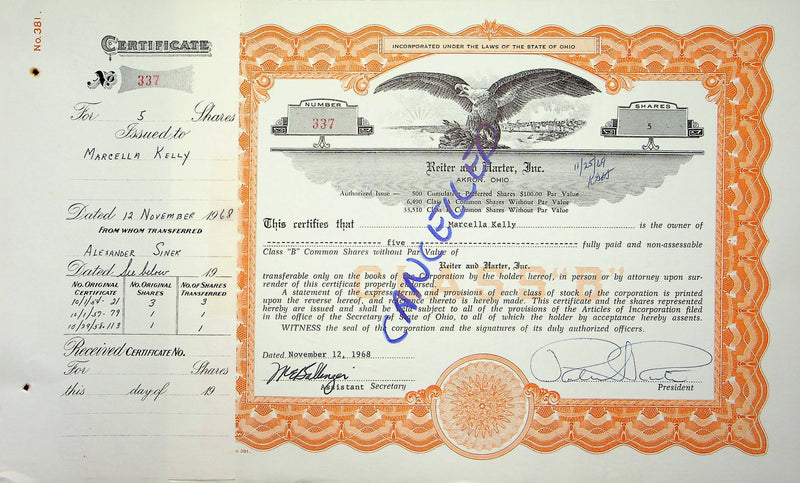 No. 381.
CERTIFICATE
No 337
For 5 Shares
Issued to
MARCELLA KELLY
Dated 12 NOVEMBER 1968
FROM WHOM TRANSFERRED
ALEXANDER SINEK
Dated See below 19
NO. ORIGINAL CERTIFICATE NO. ORIGINAL SHARES NO. OF SHARES TRANSFERRED
10/1/54- 21 3 3
10/1/57- 79 1
10/29/58- 113 1
Received CERTIFICATE No.
For Shares
this day of 19
INCORPORATED UNDER THE LAWS OF THE STATE OF OHIO
NUMBER
337
SHARES
5
Reiter and Harter, Inc.
AKRON, OHIO
11/25/69
Authorized Issue — 500 Cumulative Preferred Shares $100.00 Par Value
6,490 Class A Common Shares Without Par Value
33,510 Class B Common Shares Without Par Value
CANCELLED
This certifies that Marcella Kelly is the owner of
five fully paid and non-assessable
Class "B" Common Shares without Par Value of
Reiter and Harter, Inc.
transferable only on the books of the Corporation by the holder hereof, in person or by attorney upon sur-
render of this certificate properly endorsed.
A statement of the express terms and provisions of each class of stock of the corporation is printed
upon the reverse hereof, and reference thereto is hereby made. This certificate and the shares represented
hereby are issued and shall be held subject to all of the provisions of the Articles of Incorporation filed
in the office of the Secretary of State of Ohio, to all of which the holder by acceptance hereby assents.
WITNESS the seal of the corporation and the signatures of its duly authorized officers.
Dated November 12, 1968
Assistant Secretary
President
381.